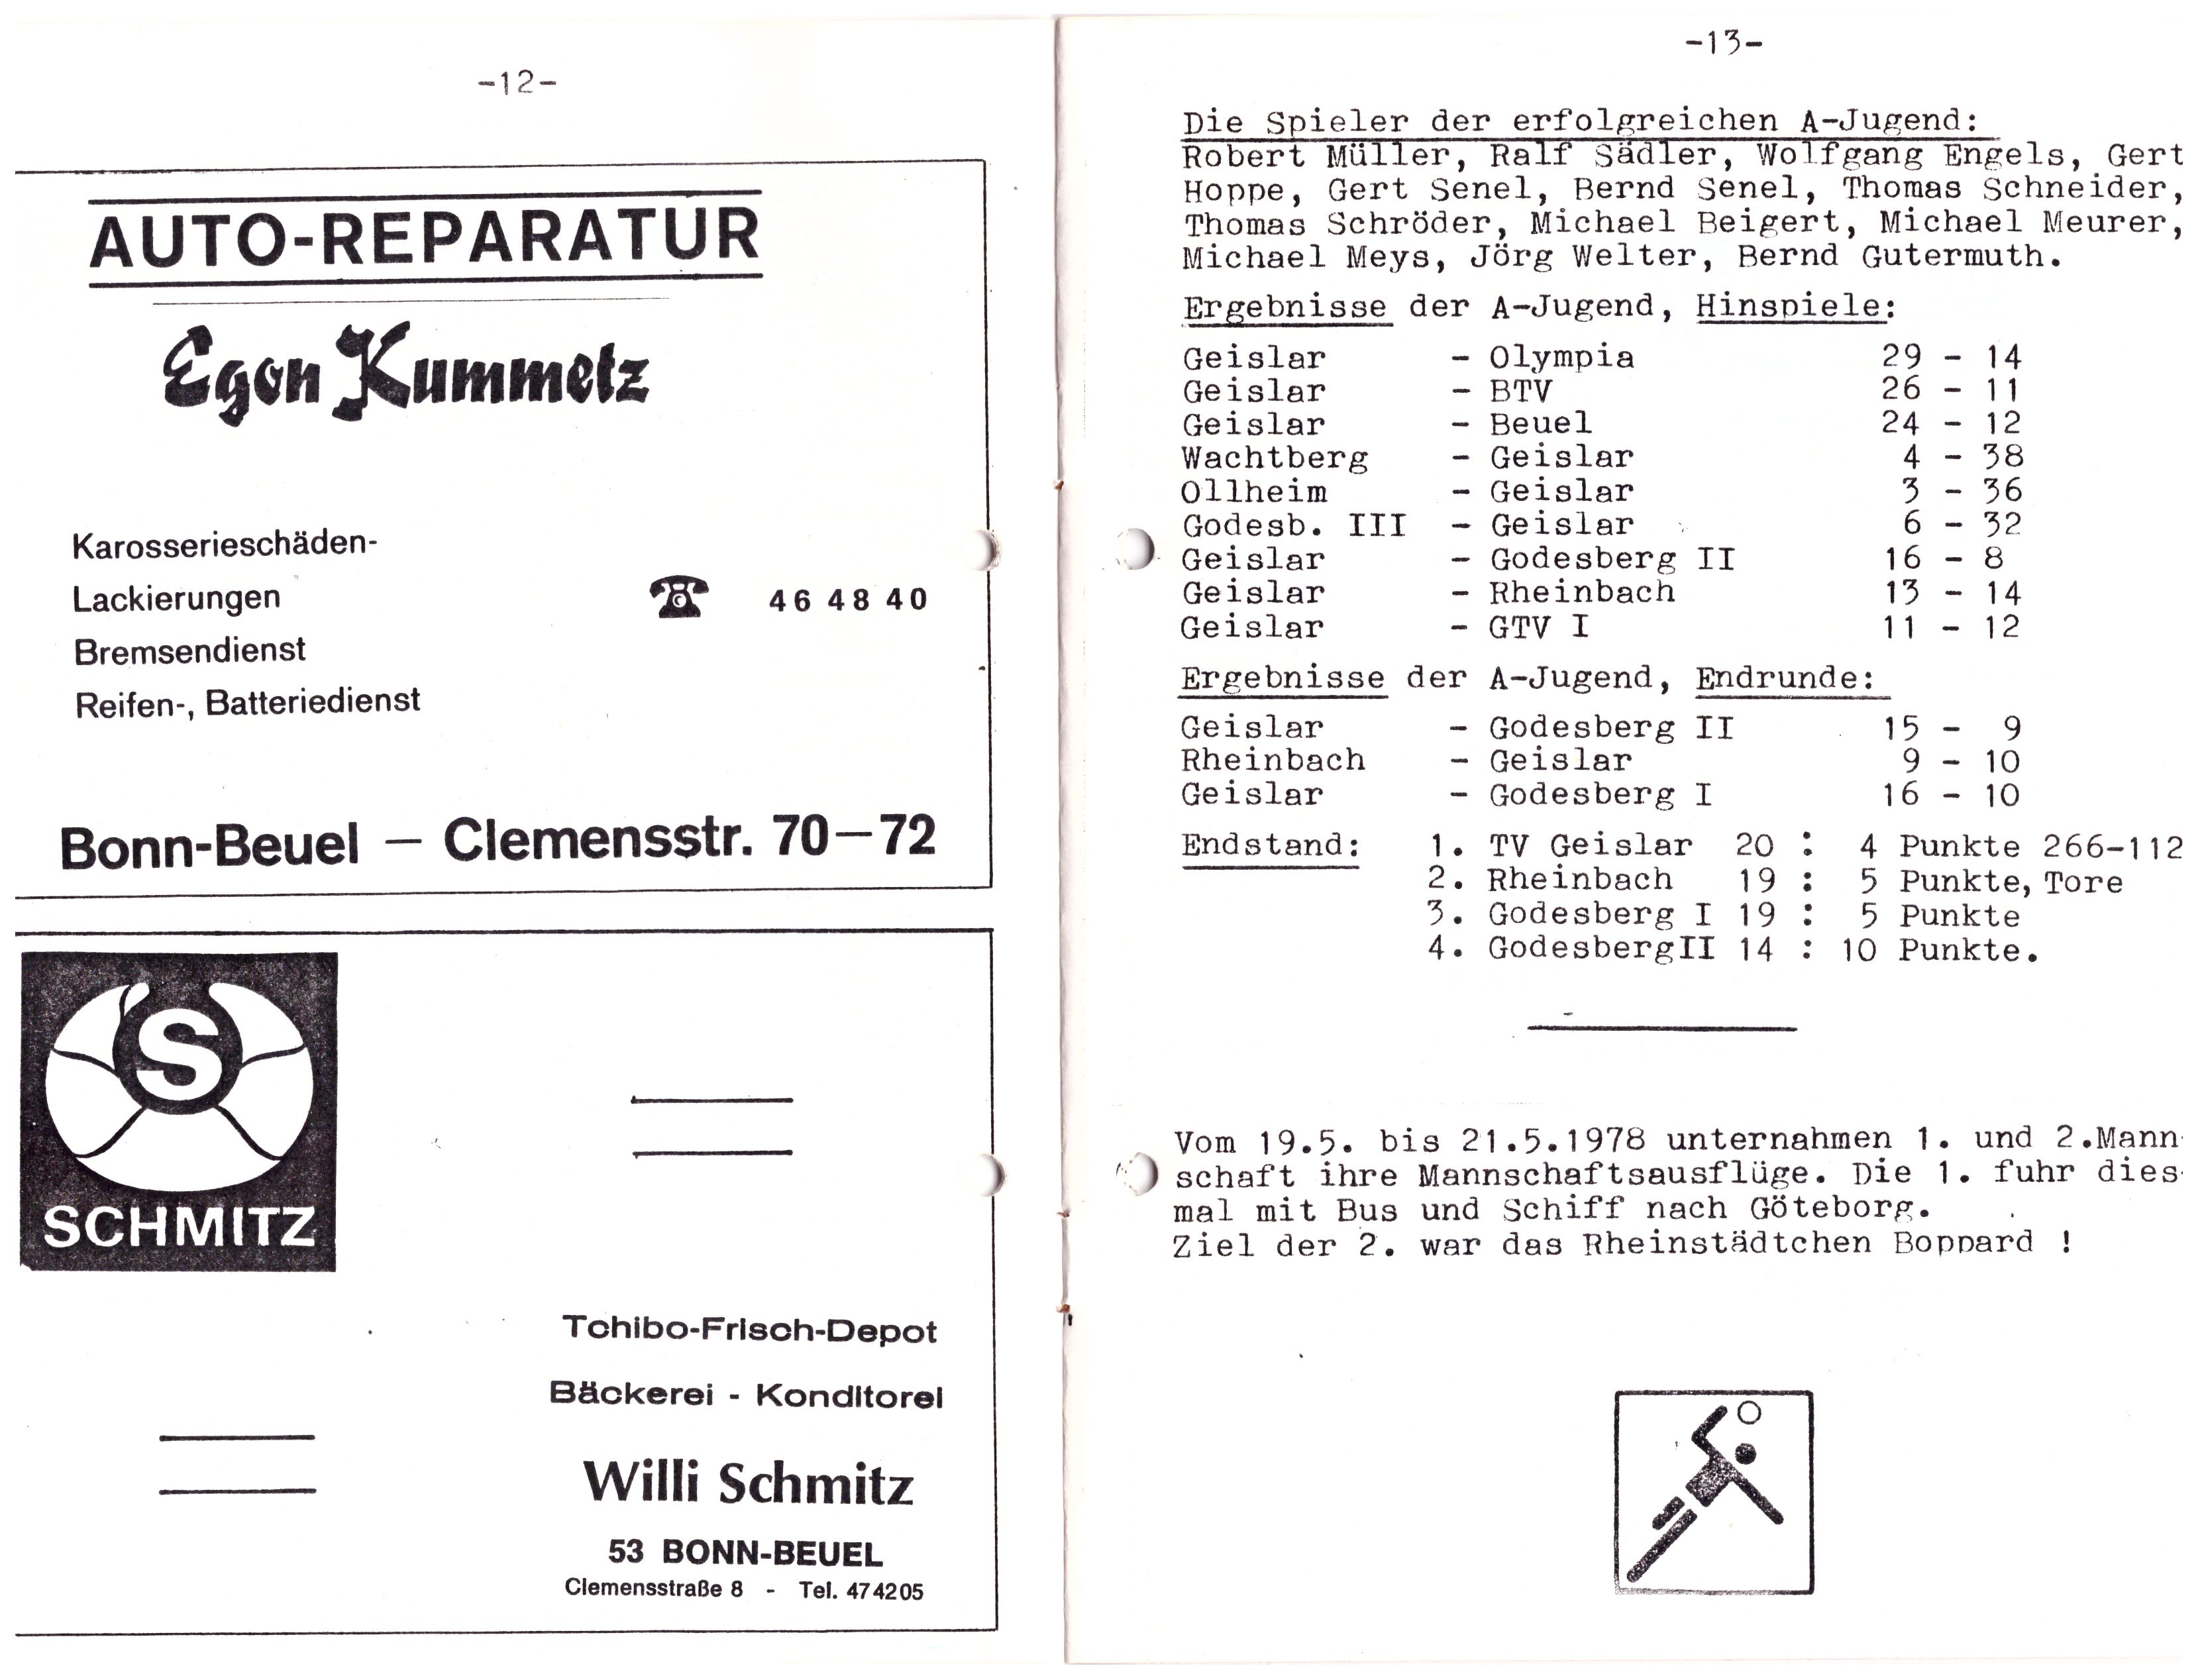 -12-
AUTO-REPARATUR
Egon Kummetz
Karosserieschäden-
Lackierungen
46 48 40
Bremsendienst
Reifen-, Batteriedienst
Bonn-Beuel — Clemensstr. 70—72
S
SCHMITZ
Tchibo-Frisch-Depot
Bäckerei - Konditorei
Willi Schmitz
53 BONN-BEUEL
Clemensstraße 8 - Tel. 474205
-13-
Die Spieler der erfolgreichen A-Jugend:
Robert Müller, Ralf Sädler, Wolfgang Engels, Gert
Hoppe, Gert Senel, Bernd Senel, Thomas Schneider,
Thomas Schröder, Michael Beigert, Michael Meurer,
Michael Meys, Jörg Welter, Bernd Gutermuth.
Ergebnisse der A-Jugend, Hinspiele:
Geislar - Olympia 29 - 14
Geislar - BTV 26 - 11
Geislar - Beuel 24 - 12
Wachtberg - Geislar 4 - 38
Ollheim - Geislar 3 - 36
Godesb. III - Geislar 6 - 32
Geislar - Godesberg II 16 - 8
Geislar - Rheinbach 13 - 14
Geislar - GTV I 11 - 12
Ergebnisse der A-Jugend, Endrunde:
Geislar - Godesberg II 15 - 9
Rheinbach - Geislar 9 - 10
Geislar - Godesberg I 16 - 10
Endstand: 1. TV Geislar 20 : 4 Punkte 266-112
2. Rheinbach 19 : 5 Punkte, Tore
3. Godesberg I 19 : 5 Punkte
4. GodesbergII 14 : 10 Punkte.
Vom 19.5. bis 21.5.1978 unternahmen 1. und 2.Mann-
schaft ihre Mannschaftsausflüge. Die 1. fuhr dies-
mal mit Bus und Schiff nach Göteborg.
Ziel der 2. war das Rheinstädtchen Boppard !